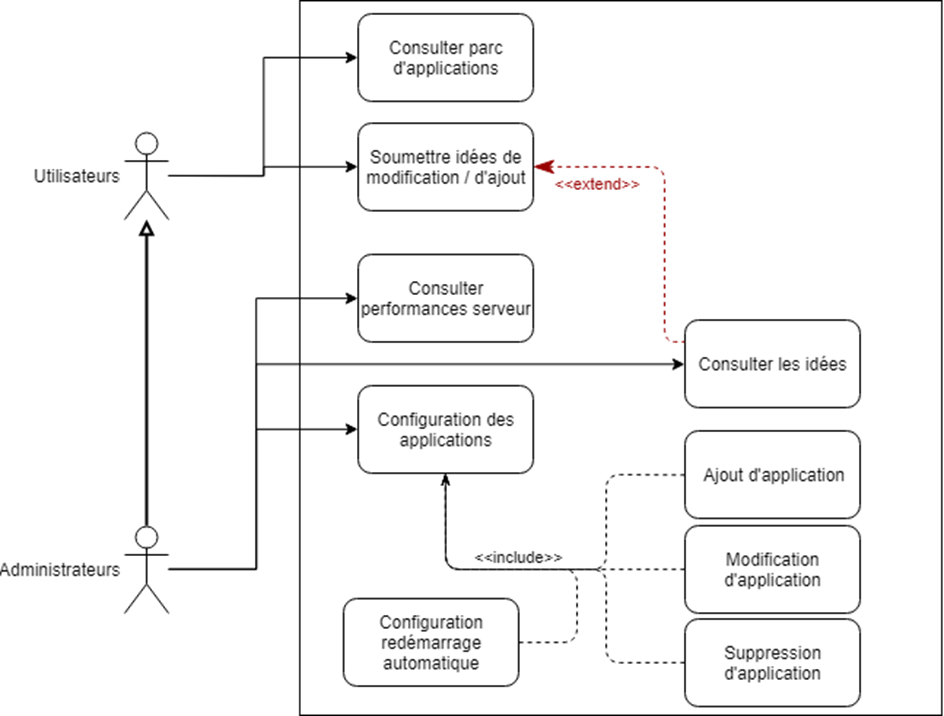 Consulter parc
d'applications
Utilisateurs
Soumettre idées de
modification / d'ajout
<<extend>>
Consulter
performances serveur
Consulter les idées
Configuration des
applications
Ajout d'application
<<include>>
Modification
d'application
Administrateurs
Configuration
redémarrage
automatique
Suppression
d'application